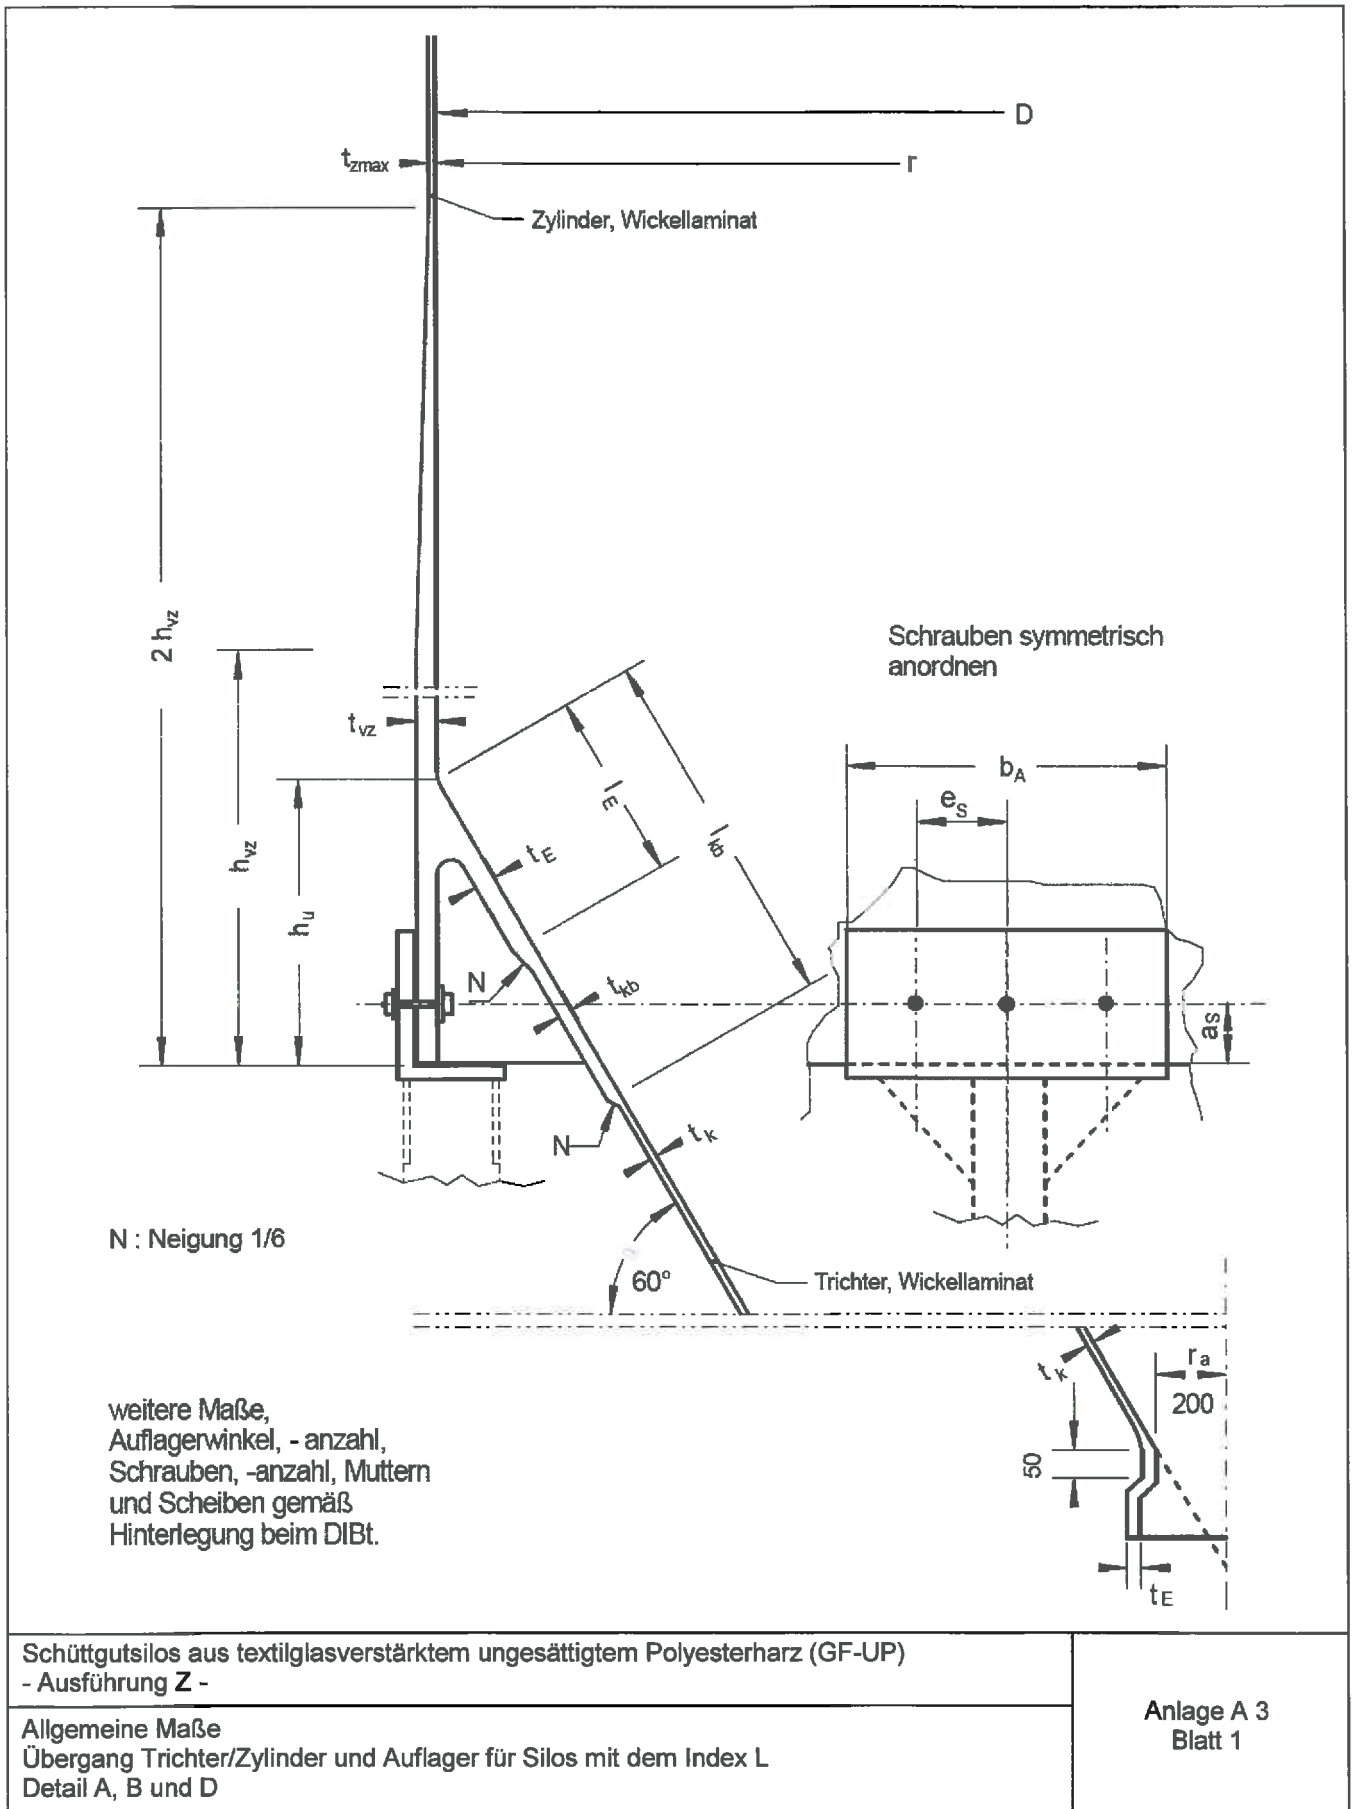 D
t_zmax
r
Zylinder, Wickellaminat
2 h_vz
Schrauben symmetrisch
anordnen
t_vz
b_A
l_E
e_S
l_kb
h_vz
t_E
h_u
N
t_kb
a_S
N
t_K
N : Neigung 1/6
60°
Trichter, Wickellaminat
t_K
r_a
200
50
weitere Maße,
Auflagerwinkel, - anzahl,
Schrauben, -anzahl, Muttern
und Scheiben gemäß
Hinterlegung beim DIBt.
t_E
Schüttgutsilos aus textilglasverstärktem ungesättigtem Polyesterharz (GF-UP)
- Ausführung Z -
Allgemeine Maße
Übergang Trichter/Zylinder und Auflager für Silos mit dem Index L
Detail A, B und D
Anlage A 3
Blatt 1